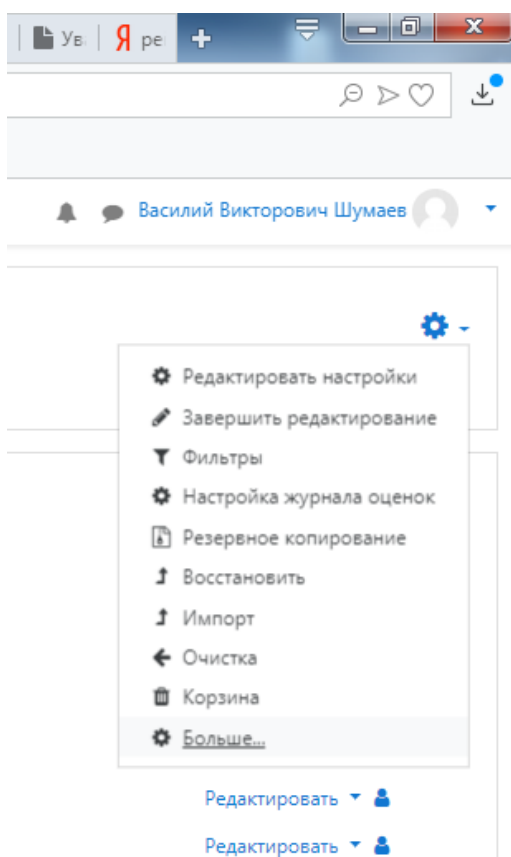 Ув
Я ре
Василий Викторович Шумаев
Редактировать настройки
Завершить редактирование
Фильтры
Настройка журнала оценок
Резервное копирование
Восстановить
Импорт
Очистка
Корзина
Больше...
Редактировать
Редактировать